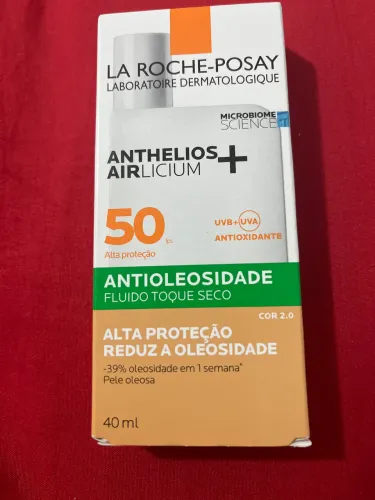 LA ROCHE-POSAY
LABORATOIRE DERMATOLOGIQUE
MICROBIOME
SCIENCE
ANTHELIOS
AIRLICIUM+
50
fps
Alta proteção
UVB+UVA
ANTIOXIDANTE
ANTIOLEOSIDADE
FLUIDO TOQUE SECO
COR 2.0
ALTA PROTEÇÃO
REDUZ A OLEOSIDADE
-39% oleosidade em 1 semana*
Pele oleosa
40 ml